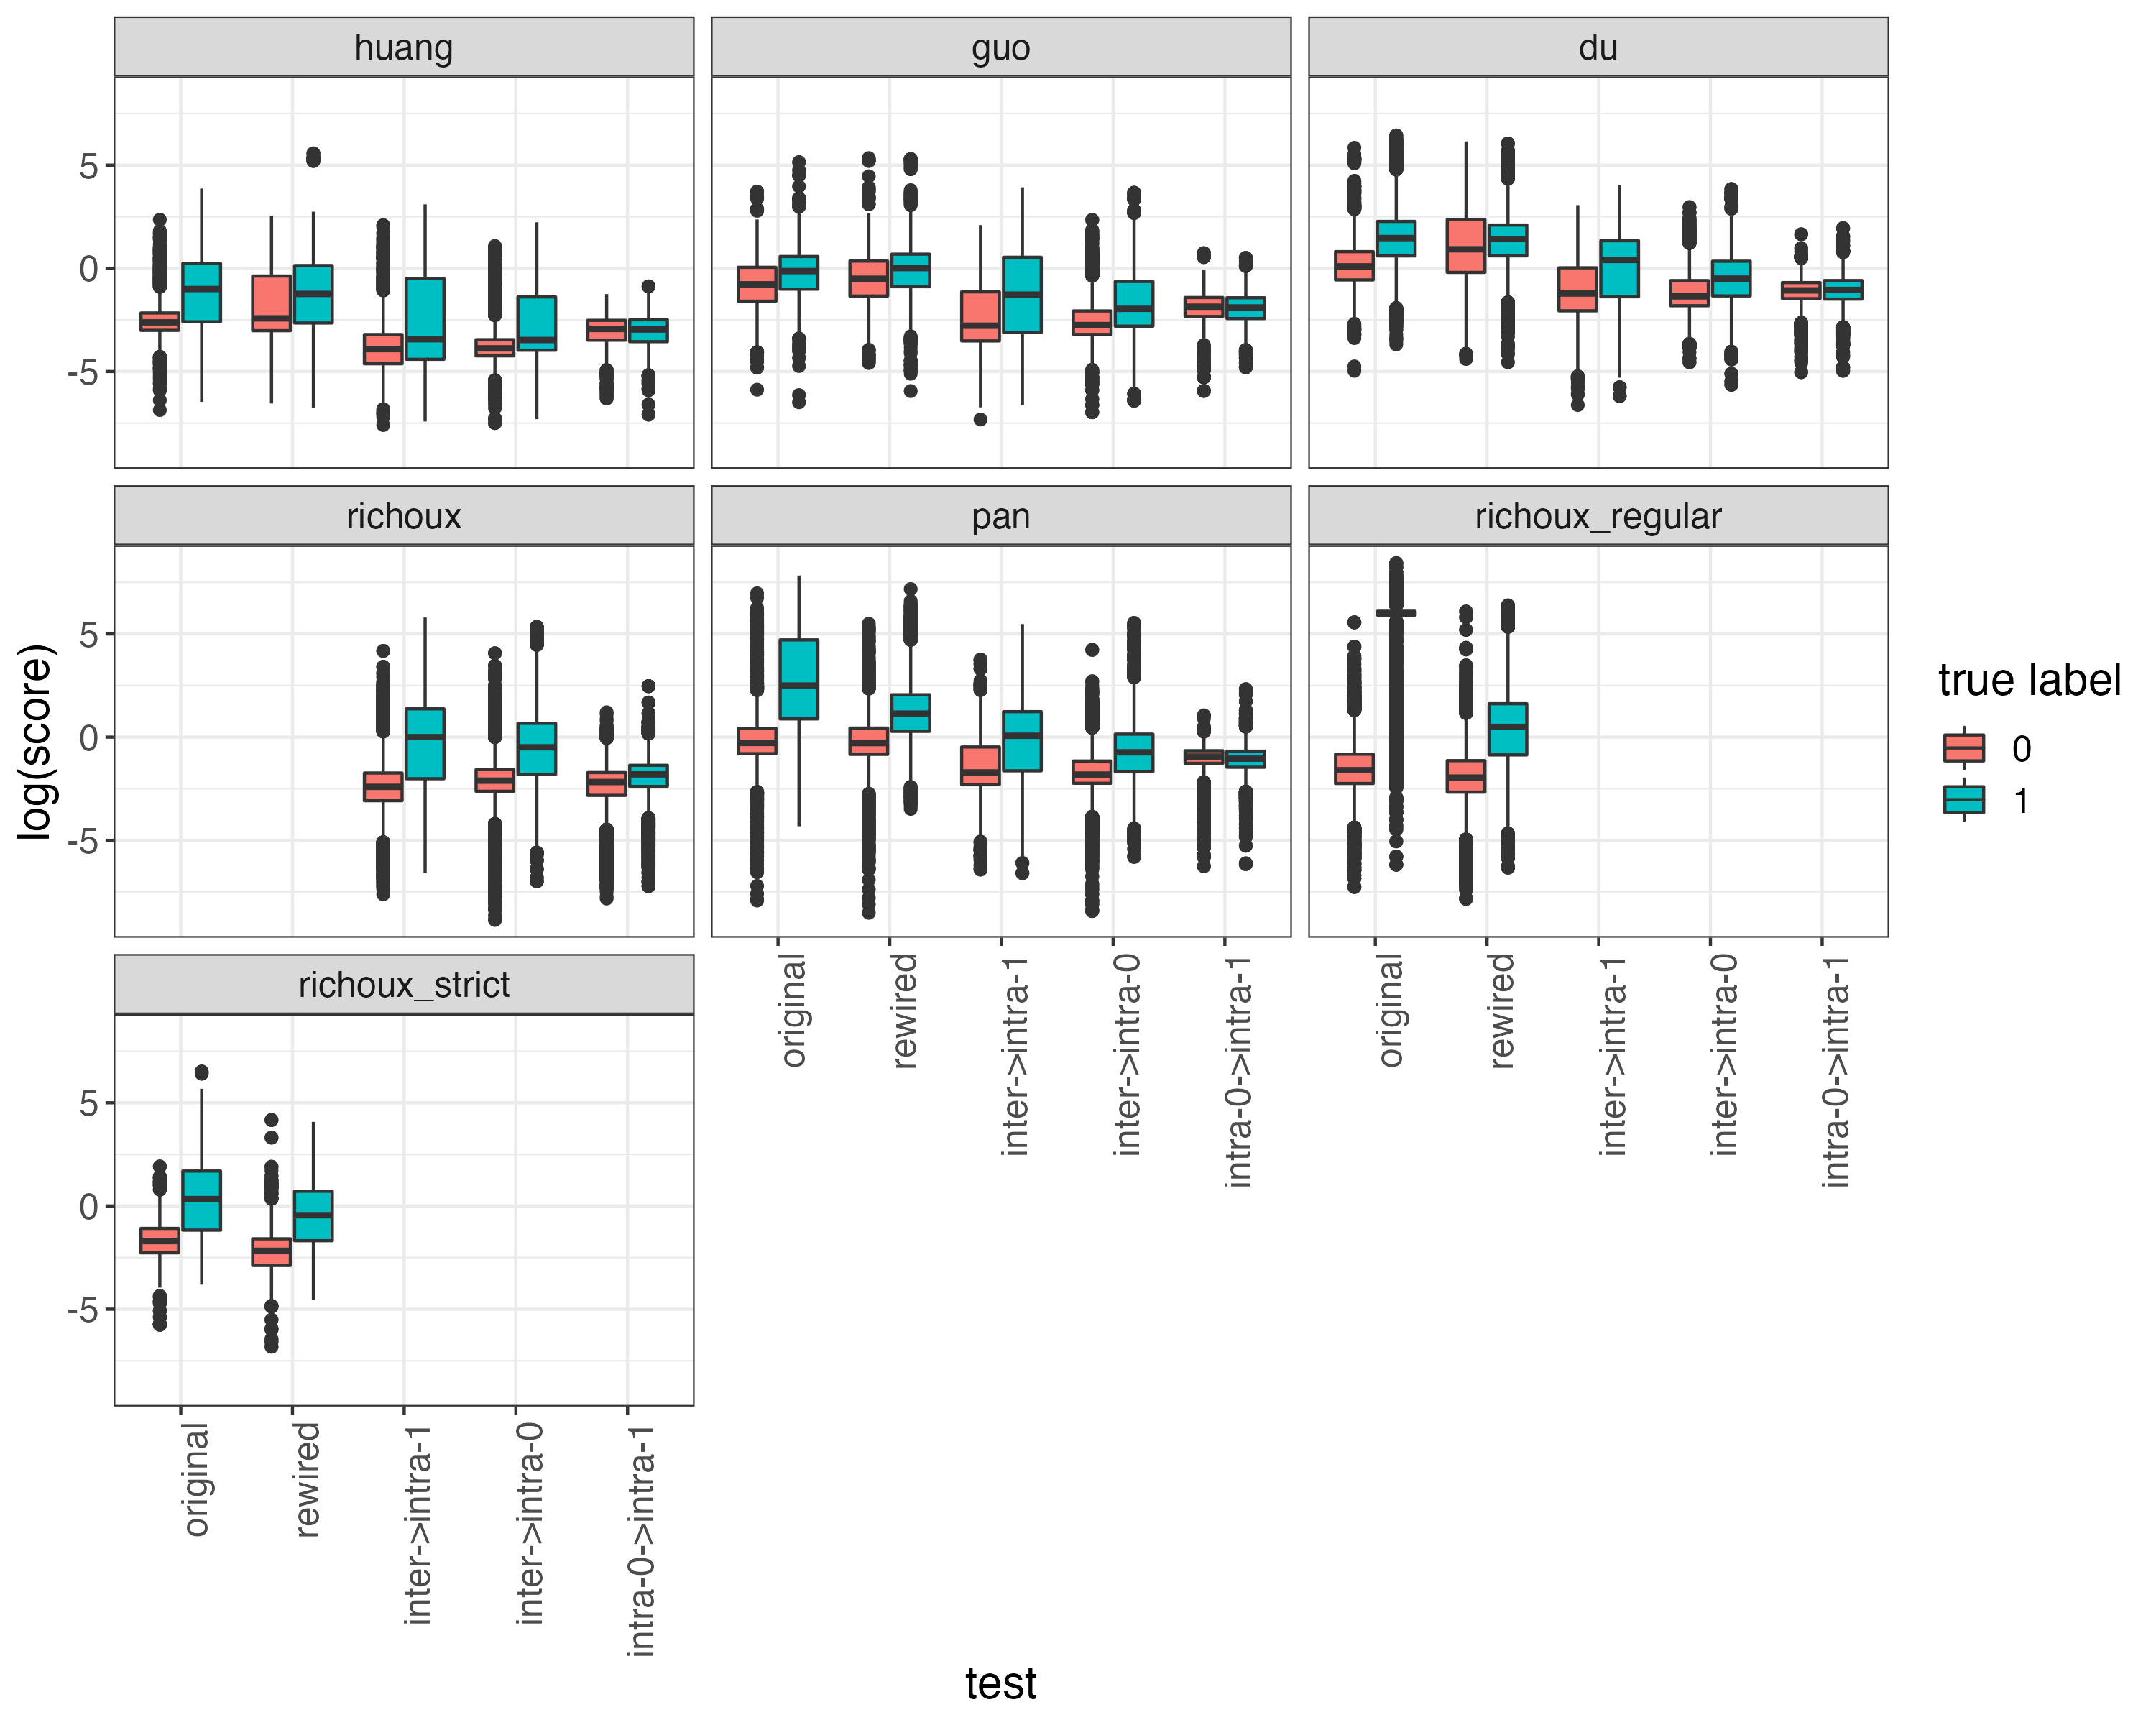 huang
guo
du
5
0
-5
richoux
pan
richoux_regular
5
0
-5
log(score)
true label
0
1
original
rewired
inter->intra-1
inter->intra-0
intra-0->intra-1
original
rewired
inter->intra-1
inter->intra-0
intra-0->intra-1
richoux_strict
5
0
-5
original
rewired
inter->intra-1
inter->intra-0
intra-0->intra-1
test